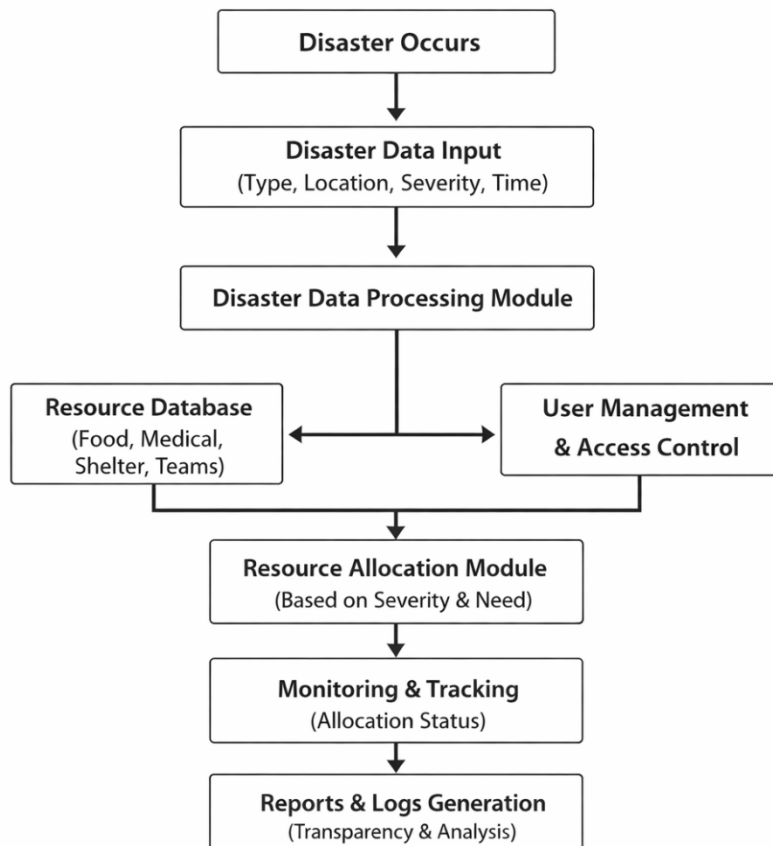 Disaster Occurs
Disaster Data Input
(Type, Location, Severity, Time)
Disaster Data Processing Module
Resource Database
(Food, Medical,
Shelter, Teams)
User Management
& Access Control
Resource Allocation Module
(Based on Severity & Need)
Monitoring & Tracking
(Allocation Status)
Reports & Logs Generation
(Transparency & Analysis)